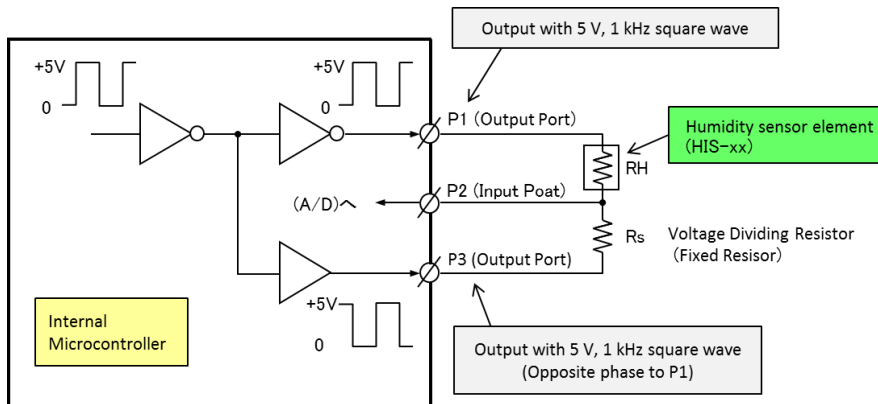 Output with 5 V, 1 kHz square wave
+5V
0
+5V
0
P1 (Output Port)
Humidity sensor element
(HIS-xx)
RH
(A/D)へ
P2 (Input Poat)
Rs
Voltage Dividing Resistor
(Fixed Resisor)
P3 (Output Port)
+5V
0
Internal
Microcontroller
Output with 5 V, 1 kHz square wave
(Opposite phase to P1)